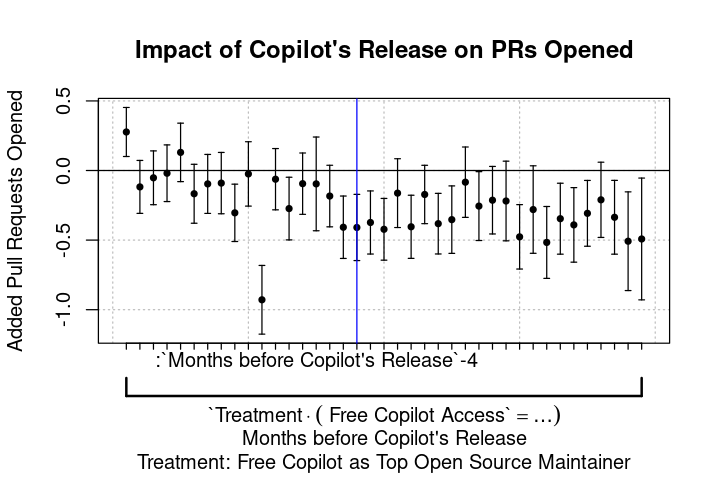 Impact of Copilot's Release on PRs Opened
Added Pull Requests Opened
0.5
0.0
-0.5
-1.0
:`Months before Copilot's Release`-4
`Treatment · ( Free Copilot Access` = …)
Months before Copilot's Release
Treatment: Free Copilot as Top Open Source Maintainer